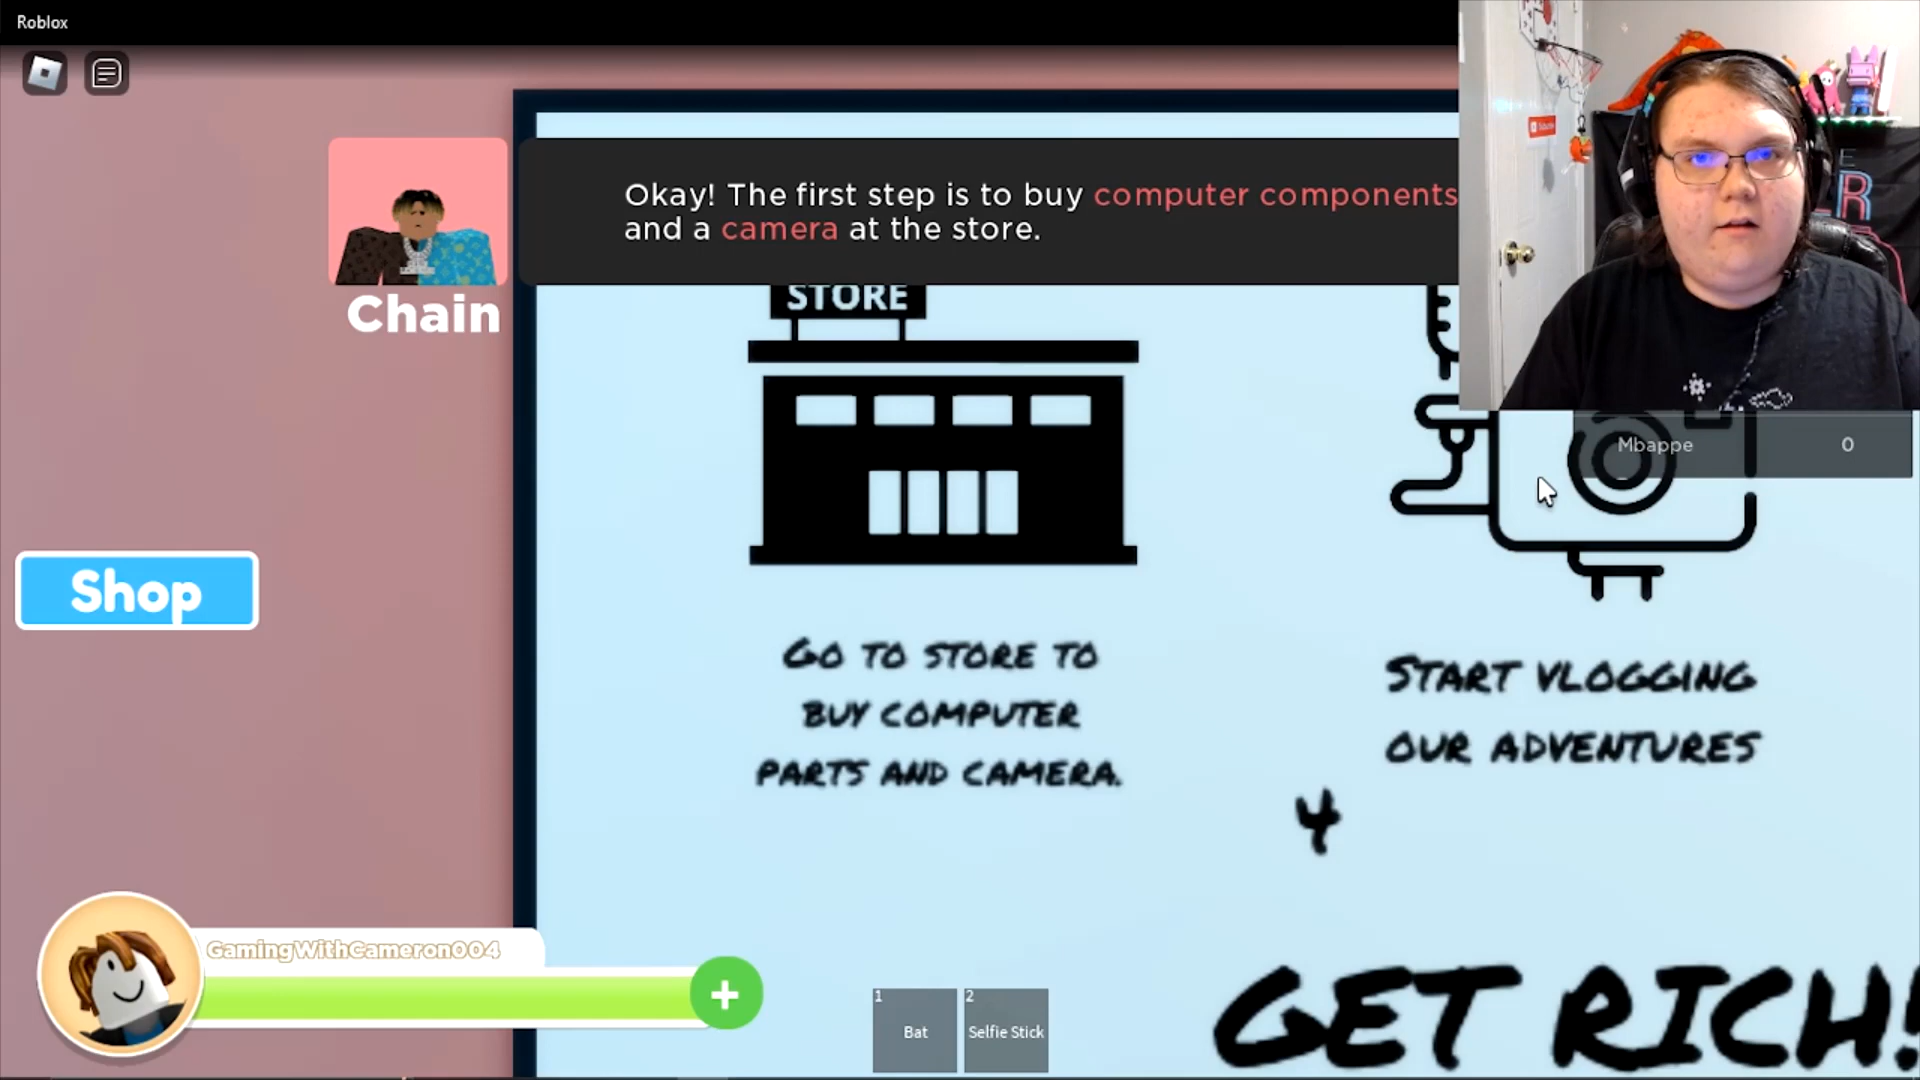 Roblox
Okay! The first step is to buy computer components
and a camera at the store.
Chain
STORE
Mbappe 0
Shop
GO TO STORE TO
BUY COMPUTER
PARTS AND CAMERA.
START VLOGGING
OUR ADVENTURES
4
GET RICH!
GamingWithCameron004
+
1
Bat
2
Selfie Stick